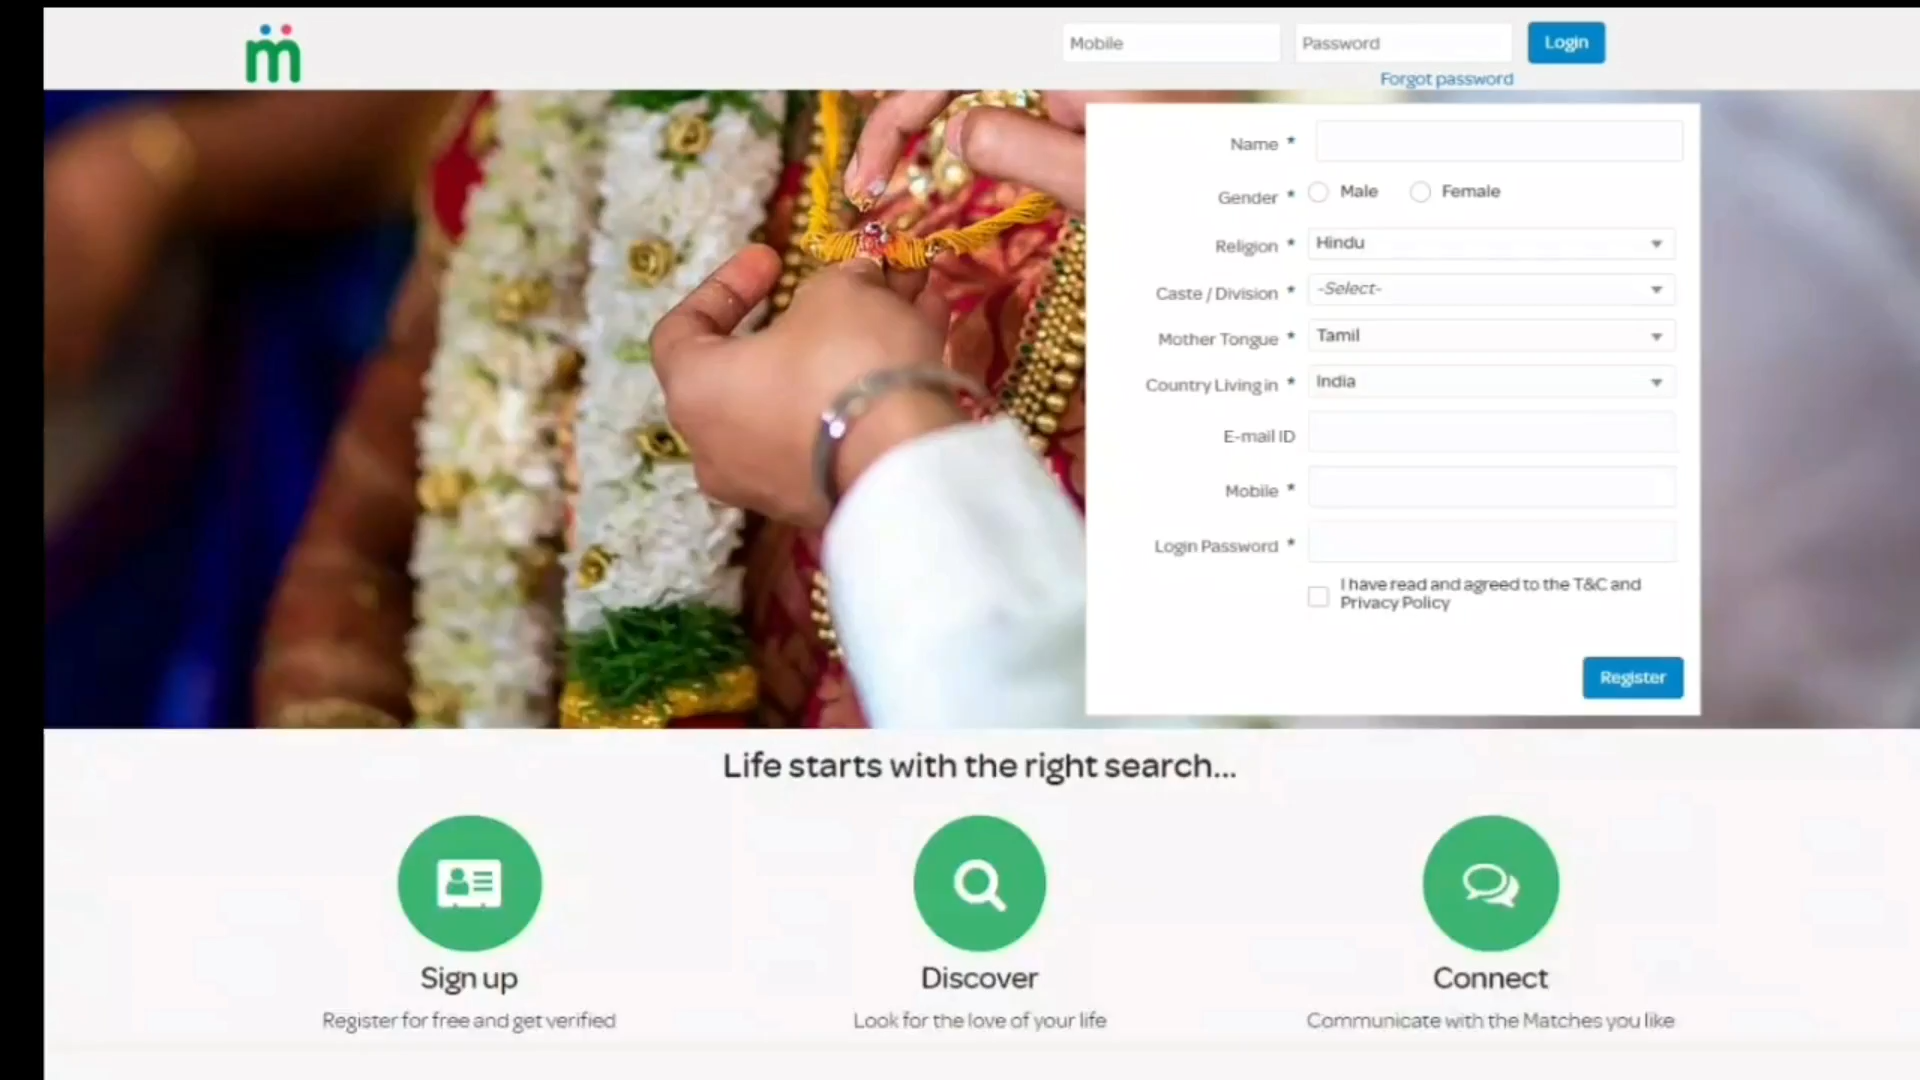 m
Mobile
Password
Login
Forgot password
Name *
Gender *
Male
Female
Religion *
Hindu
Caste / Division *
-Select-
Mother Tongue *
Tamil
Country Living in *
India
E-mail ID
Mobile *
Login Password *
I have read and agreed to the T&C and
Privacy Policy
Register
Life starts with the right search...
Sign up
Register for free and get verified
Discover
Look for the love of your life
Connect
Communicate with the Matches you like